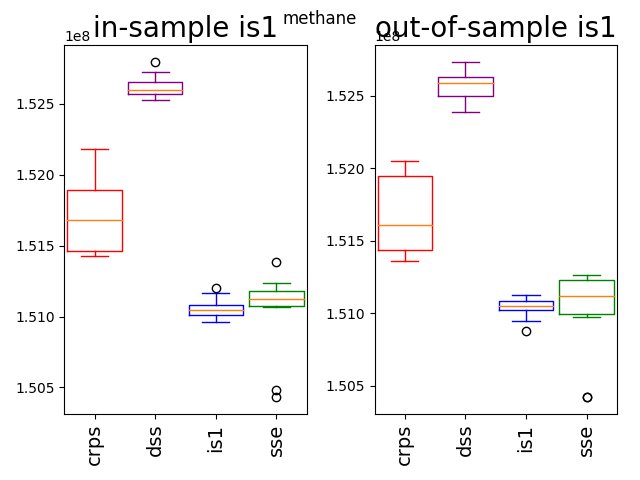 methane
in-sample is1
1e8
1.525
1.520
1.515
1.510
1.505
crps
dss
is1
sse
out-of-sample is1
1e8
1.525
1.520
1.515
1.510
1.505
crps
dss
is1
sse